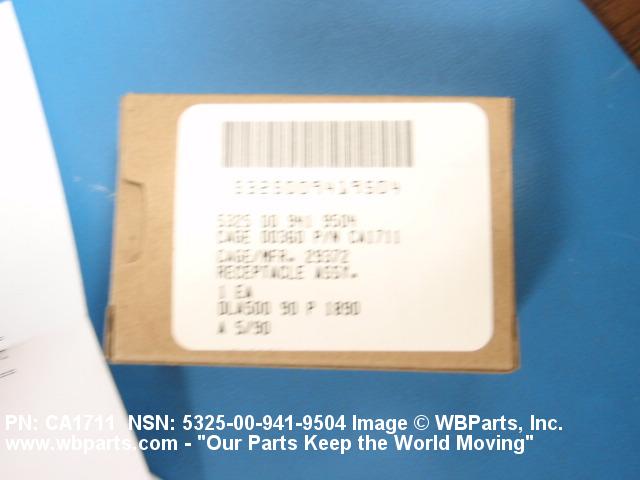 5325009419504
5325 00 941 9504
CAGE 00360 P/N CA1711
CAGE/MFR. 29372
RECEPTACLE ASSY.
1 EA
DLA500 90 P 1890
A 5/90
PN: CA1711 NSN: 5325-00-941-9504 Image © WBParts, Inc.
www.wbparts.com - "Our Parts Keep the World Moving"